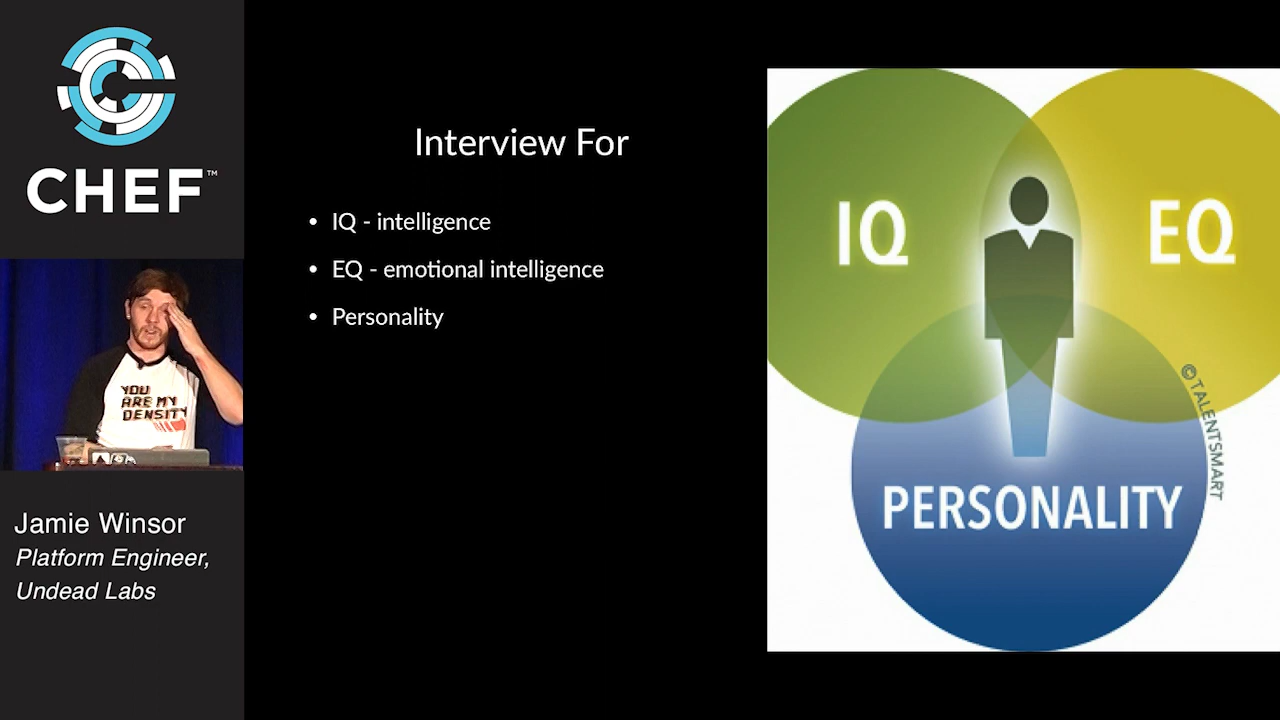 CHEF™
Interview For
• IQ - intelligence
• EQ - emotional intelligence
• Personality
IQ
EQ
PERSONALITY
©TALENTSMART
YOU
ARE MY
DENSITY
Jamie Winsor
Platform Engineer,
Undead Labs